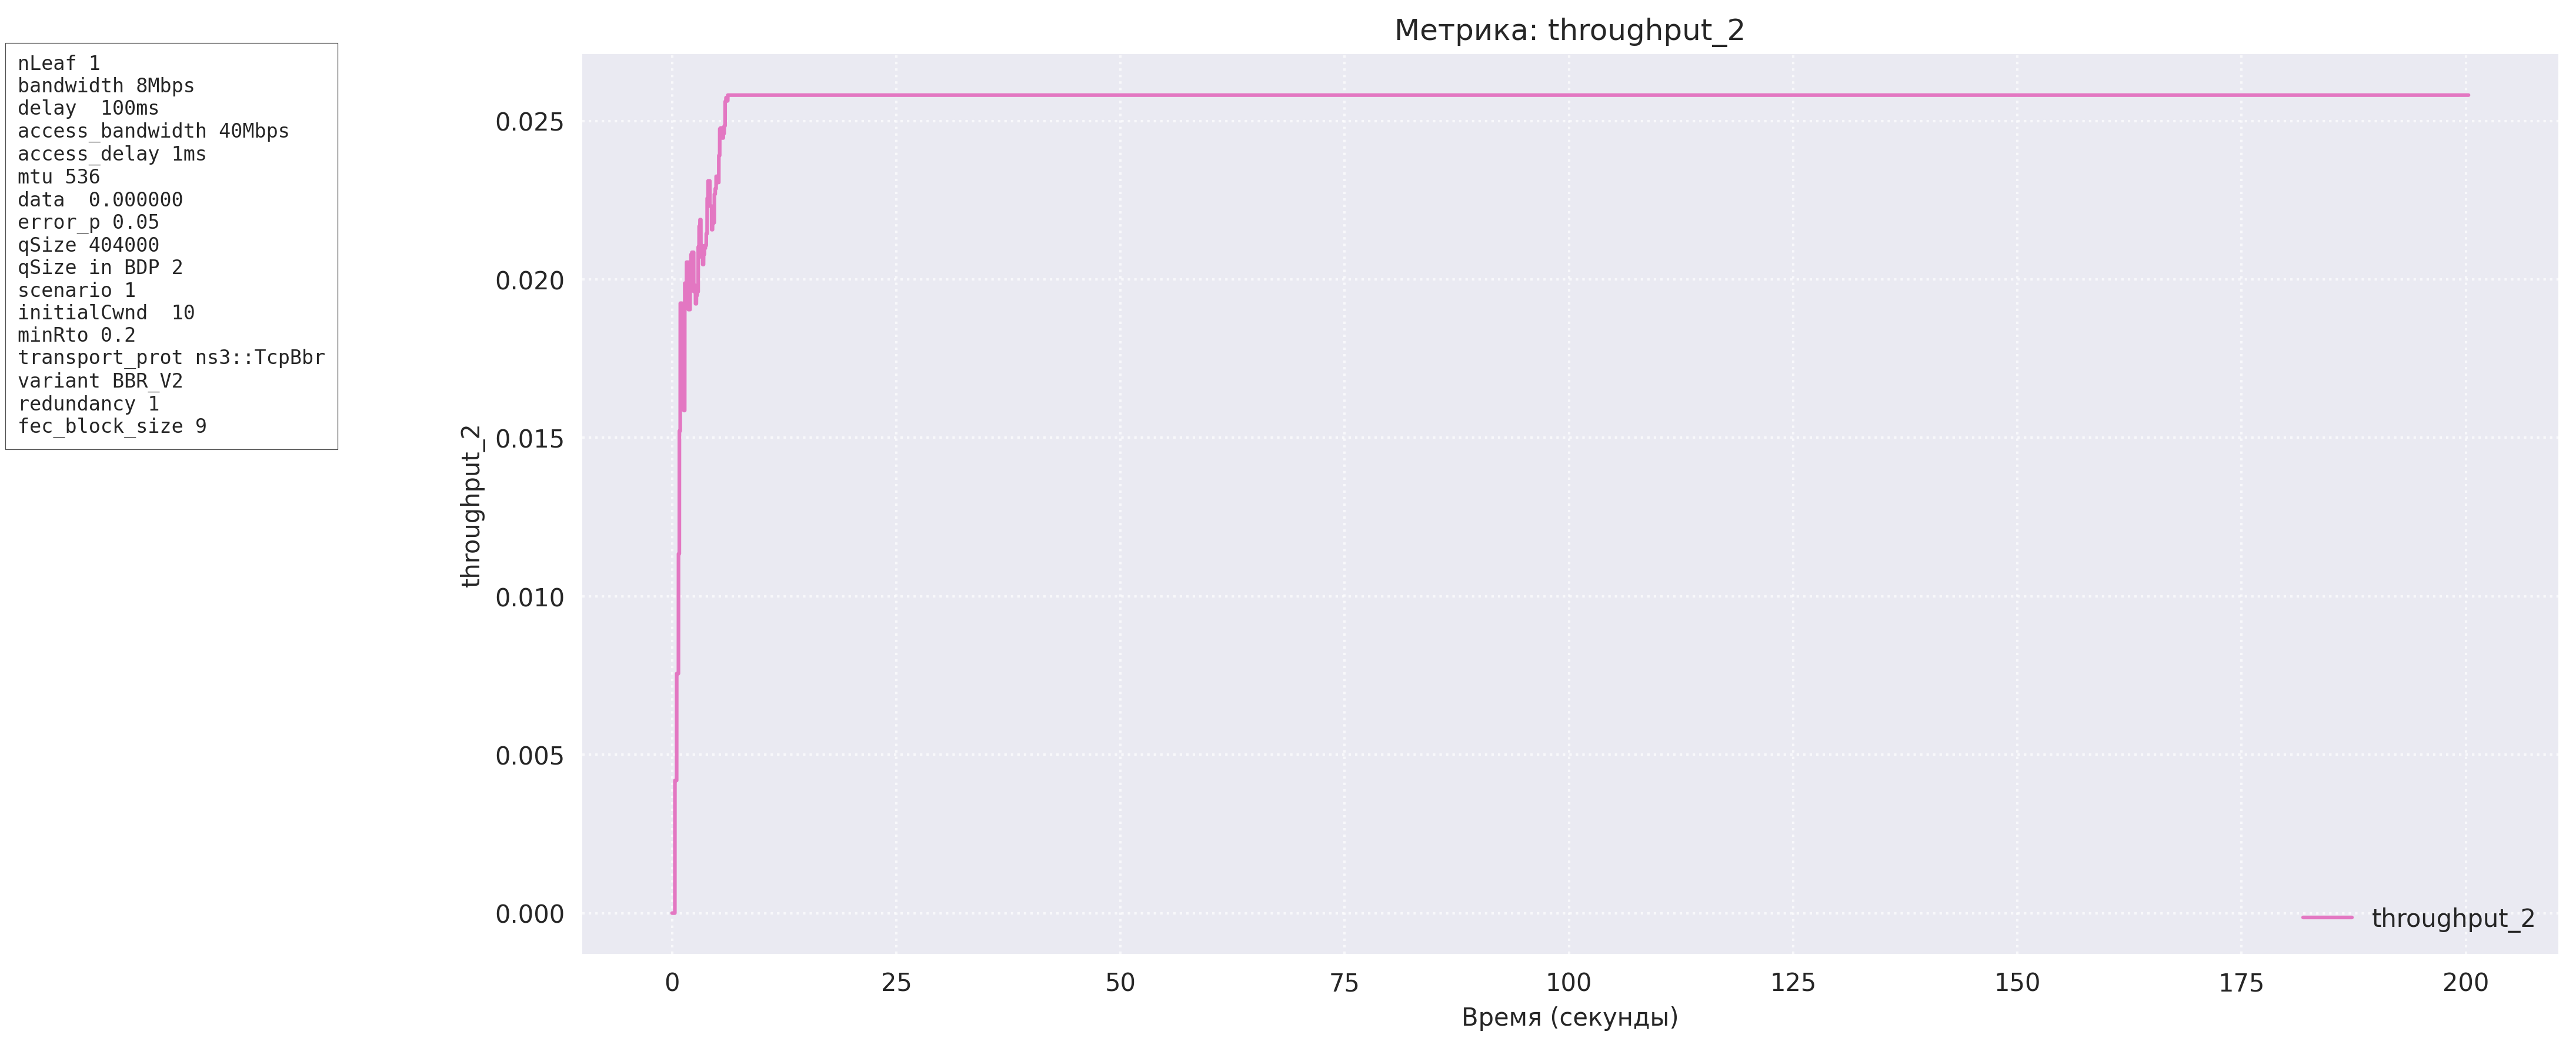 Метрика: throughput_2
nLeaf 1
bandwidth 8Mbps
delay  100ms
access_bandwidth 40Mbps
access_delay 1ms
mtu 536
data  0.000000
error_p 0.05
qSize 404000
qSize in BDP 2
scenario 1
initialCwnd  10
minRto 0.2
transport_prot ns3::TcpBbr
variant BBR_V2
redundancy 1
fec_block_size 9
throughput_2
0.025
0.020
0.015
0.010
0.005
0.000
throughput_2
0 25 50 75 100 125 150 175 200
Время (секунды)